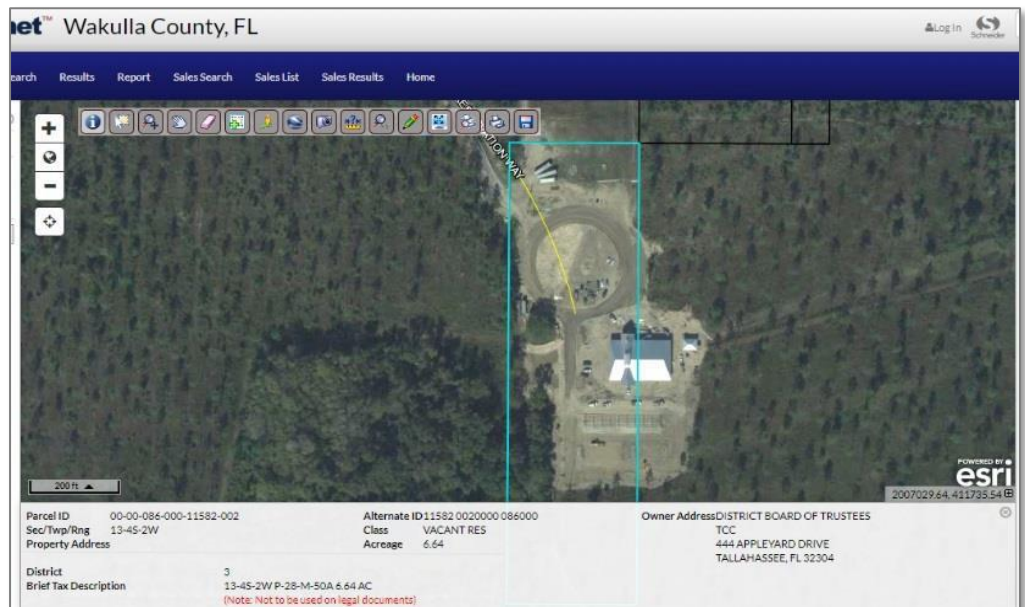 net™ Wakulla County, FL
Log In
Schneider
Search Results Report Sales Search Sales List Sales Results Home
ATION WAY
200 ft
POWERED BY
esri
2007029.64, 411735.54
Parcel ID 00-00-086-000-11582-002 Alternate ID 11582 0020000 086000 Owner Address DISTRICT BOARD OF TRUSTEES
Sec/Twp/Rng 13-4S-2W Class VACANT RES TCC
Property Address Acreage 6.64 444 APPLEYARD DRIVE
TALLAHASSEE, FL 32304
District 3
Brief Tax Description 13-4S-2W P-28-M-50A 6.64 AC
(Note: Not to be used on legal documents)